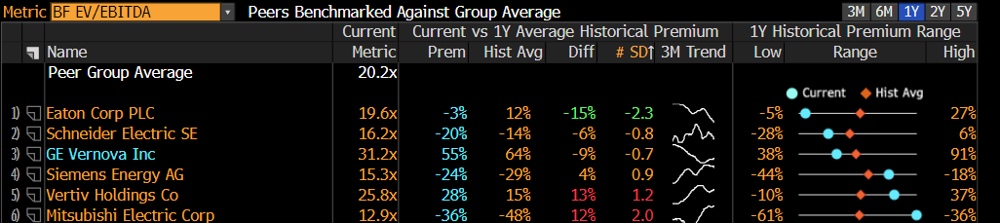 Metric BF EV/EBITDA Peers Benchmarked Against Group Average 3M 6M 1Y 2Y 5Y
Current Current vs 1Y Average Historical Premium 1Y Historical Premium Range
Name Metric Prem Hist Avg Diff # SD↑ 3M Trend Low Range High
Peer Group Average 20.2x
Current Hist Avg
1) Eaton Corp PLC 19.6x -3% 12% -15% -2.3 -5% 27%
2) Schneider Electric SE 16.2x -20% -14% -6% -0.8 -28% 6%
3) GE Vernova Inc 31.2x 55% 64% -9% -0.7 38% 91%
4) Siemens Energy AG 15.3x -24% -29% 4% 0.9 -44% -18%
5) Vertiv Holdings Co 25.8x 28% 15% 13% 1.2 -10% 37%
6) Mitsubishi Electric Corp 12.9x -36% -48% 12% 2.0 -61% -36%